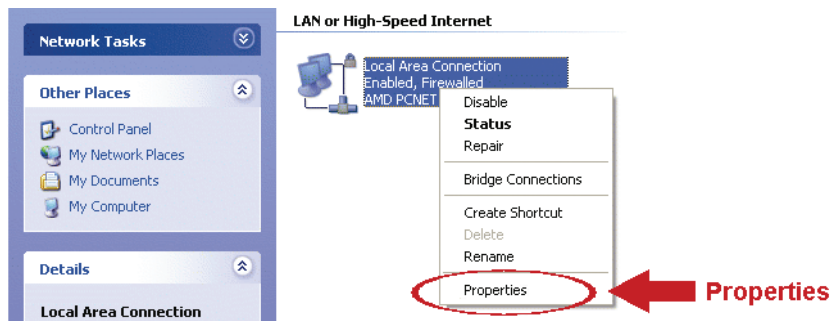 Network Tasks
Other Places
Control Panel
My Network Places
My Documents
My Computer
Details
Local Area Connection
LAN or High-Speed Internet
Local Area Connection
Enabled, Firewalled
AMD PCNET
Disable
Status
Repair
Bridge Connections
Create Shortcut
Delete
Rename
Properties
Properties